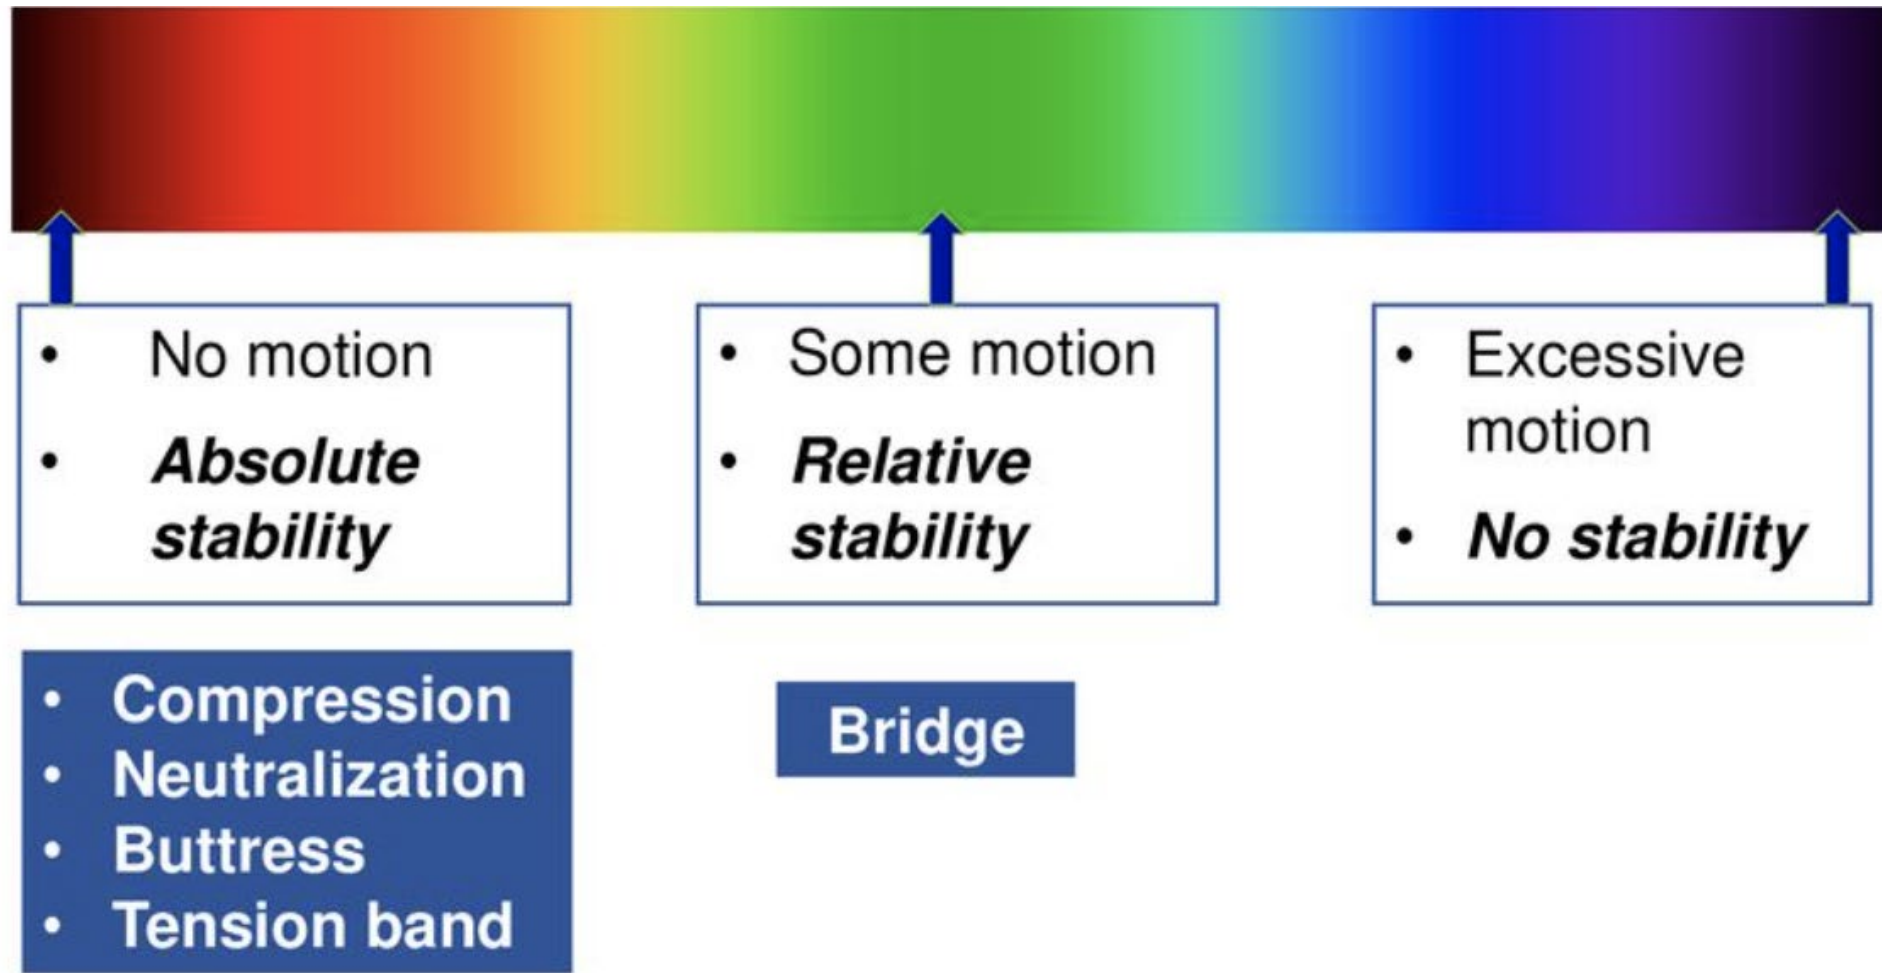 • No motion
• Absolute
stability
• Some motion
• Relative
stability
• Excessive
motion
• No stability
• Compression
• Neutralization
• Buttress
• Tension band
Bridge